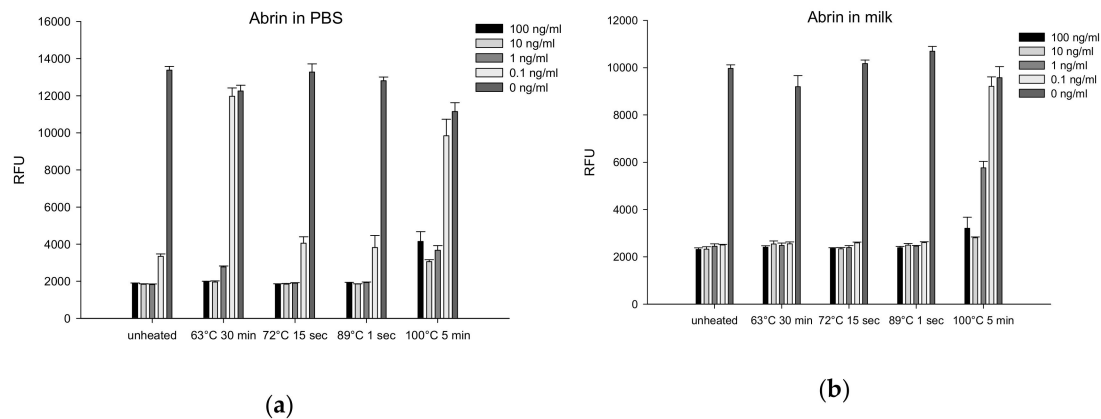 Abrin in PBS
16000
14000
12000
10000
8000
6000
4000
2000
0
RFU
100 ng/ml
10 ng/ml
1 ng/ml
0.1 ng/ml
0 ng/ml
unheated 63°C 30 min 72°C 15 sec 89°C 1 sec 100°C 5 min
(a)
Abrin in milk
12000
10000
8000
6000
4000
2000
0
RFU
100 ng/ml
10 ng/ml
1 ng/ml
0.1 ng/ml
0 ng/ml
unheated 63°C 30 min 72°C 15 sec 89°C 1 sec 100°C 5 min
(b)